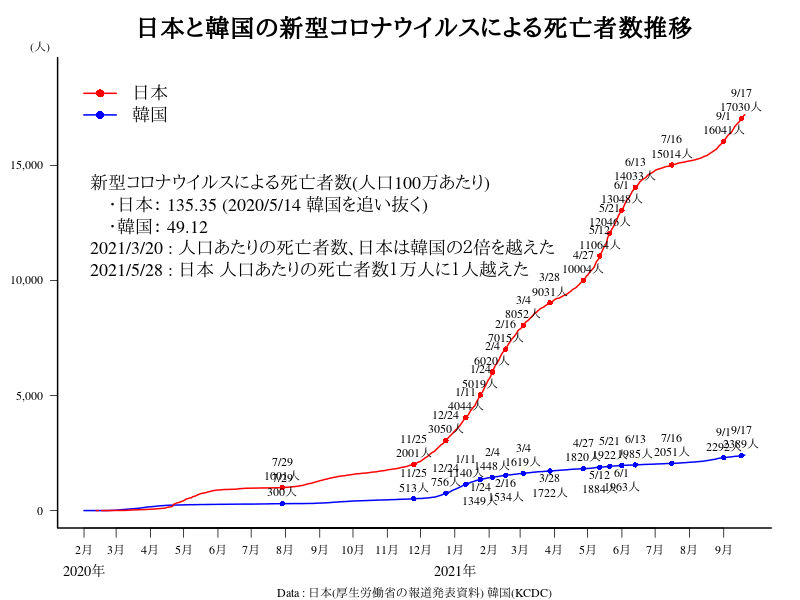 日本と韓国の新型コロナウイルスによる死亡者数推移
(人)
日本
韓国
新型コロナウイルスによる死亡者数(人口100万あたり)
・日本: 135.35 (2020/5/14 韓国を追い抜く)
・韓国: 49.12
2021/3/20 : 人口あたりの死亡者数、日本は韓国の2倍を越えた
2021/5/28 : 日本 人口あたりの死亡者数1万人に1人越えた
15,000
10,000
5,000
0
7/29
1001人
11/25
2001人
12/24
3050人
1/11
4044人
1/24
5019人
2/4
6020人
2/16
7015人
3/4
8052人
3/28
9031人
4/27
10004人
5/12
11064人
5/21
12046人
6/1
13048人
6/13
14033人
7/16
15014人
9/1
16041人
9/17
17030人
7/29
300人
11/25
513人
12/24
756人
1/11
1140人
1/24
1349人
2/4
1448人
2/16
1534人
3/4
1619人
3/28
1722人
4/27
1820人
5/12
1884人
5/21
1922人
6/1
1963人
6/13
1985人
7/16
2051人
9/1
2292人
9/17
2389人
2月 3月 4月 5月 6月 7月 8月 9月 10月 11月 12月 1月 2月 3月 4月 5月 6月 7月 8月 9月
2020年 2021年
Data : 日本(厚生労働省の報道発表資料) 韓国(KCDC)